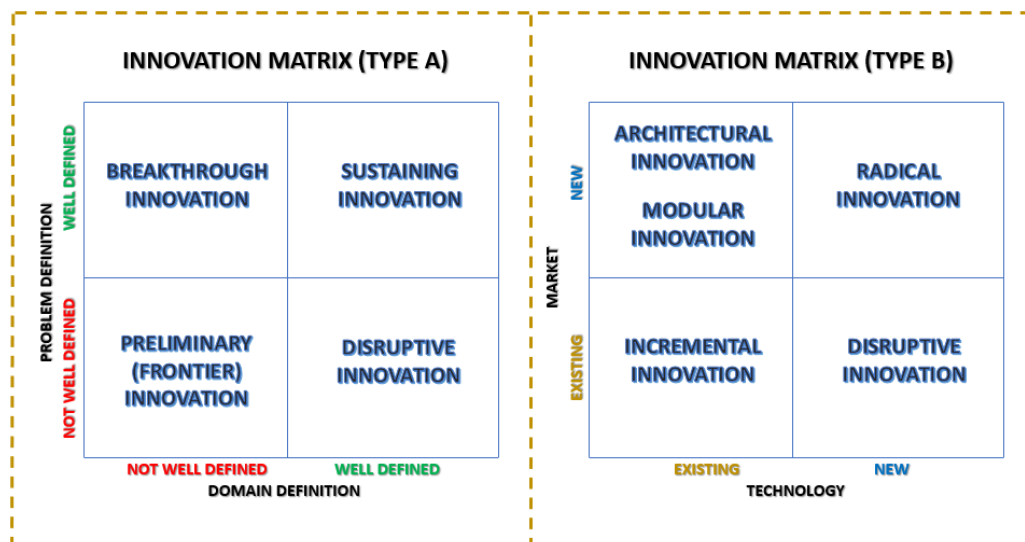 INNOVATION MATRIX (TYPE A)
PROBLEM DEFINITION
WELL DEFINED
NOT WELL DEFINED
BREAKTHROUGH
INNOVATION
SUSTAINING
INNOVATION
PRELIMINARY
(FRONTIER)
INNOVATION
DISRUPTIVE
INNOVATION
NOT WELL DEFINED
WELL DEFINED
DOMAIN DEFINITION
INNOVATION MATRIX (TYPE B)
MARKET
NEW
EXISTING
ARCHITECTURAL
INNOVATION
MODULAR
INNOVATION
RADICAL
INNOVATION
INCREMENTAL
INNOVATION
DISRUPTIVE
INNOVATION
EXISTING
NEW
TECHNOLOGY